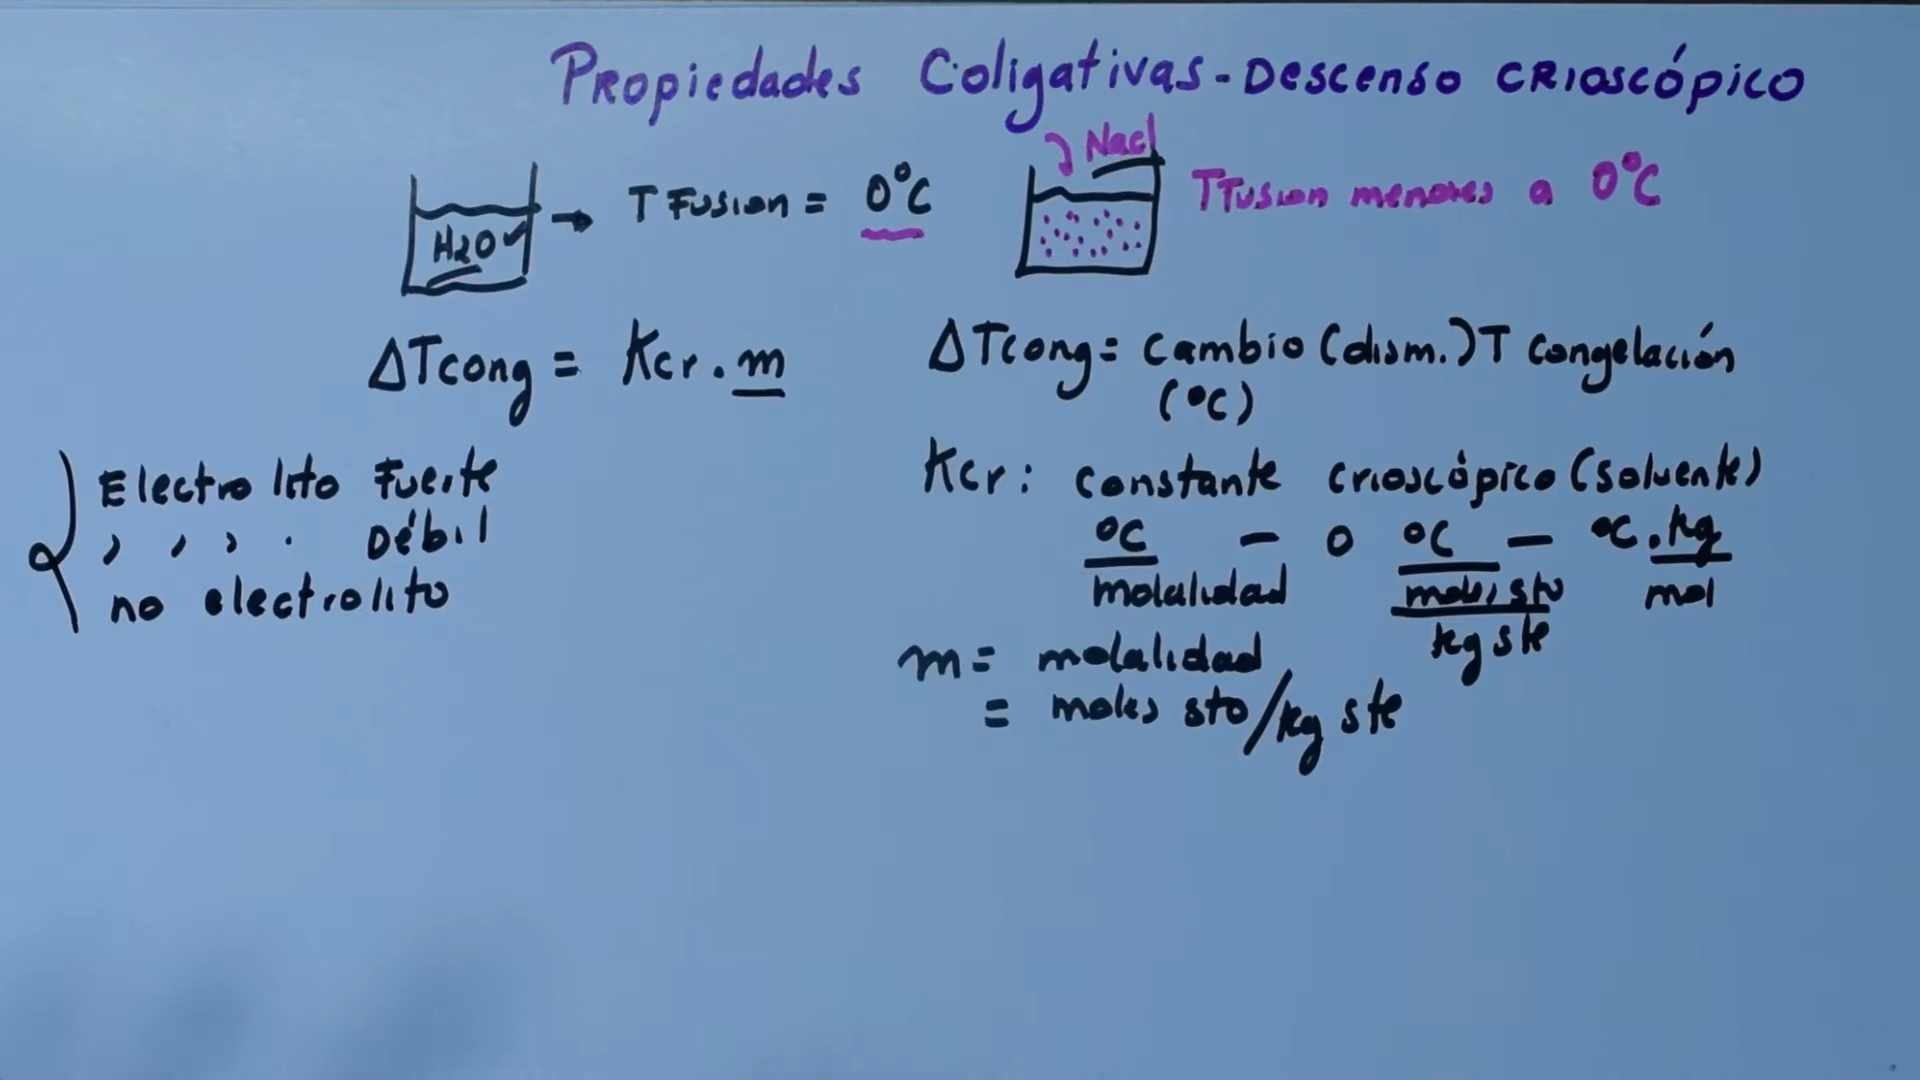 Propiedades Coligativas - Descenso crioscópico
Nacl
H2O
T Fusion = 0°C
TFusion menores a 0°C
ΔTcong = Kcr . m
ΔTcong = cambio (dism.) T congelación
(°C)
Electrolito Fuerte
, , , . Débil
no electrolito
Kcr : constante crioscópico (solvente)
°C/molalidad - o °C/moles sto/kg ste - °C.kg/mol
m = molalidad
= moles sto/kg ste